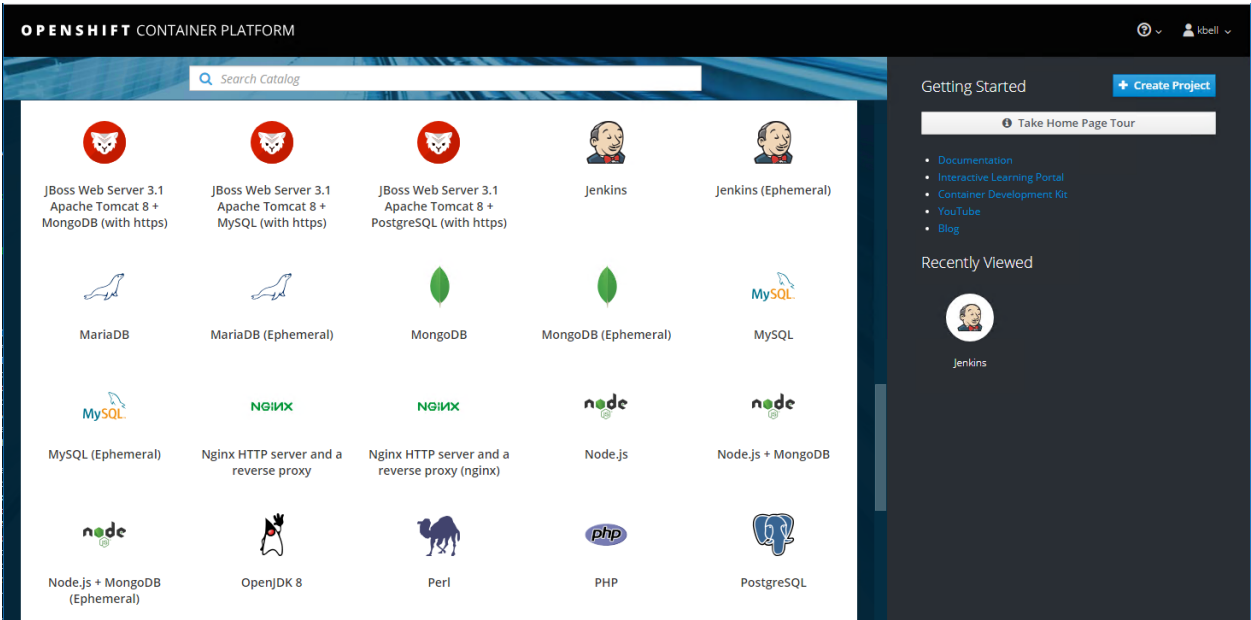 OPENSHIFT CONTAINER PLATFORM
kbell
Search Catalog
JBoss Web Server 3.1
Apache Tomcat 8 +
MongoDB (with https)
JBoss Web Server 3.1
Apache Tomcat 8 +
MySQL (with https)
JBoss Web Server 3.1
Apache Tomcat 8 +
PostgreSQL (with https)
Jenkins
Jenkins (Ephemeral)
MariaDB
MariaDB (Ephemeral)
MongoDB
MongoDB (Ephemeral)
MySQL
MySQL
MySQL
MySQL (Ephemeral)
NGINX
Nginx HTTP server and a
reverse proxy
NGINX
Nginx HTTP server and a
reverse proxy (nginx)
node
JS
Node.js
node
JS
Node.js + MongoDB
node
JS
Node.js + MongoDB
(Ephemeral)
OpenJDK 8
Perl
php
PHP
PostgreSQL
Getting Started
+ Create Project
Take Home Page Tour
• Documentation
• Interactive Learning Portal
• Container Development Kit
• YouTube
• Blog
Recently Viewed
Jenkins